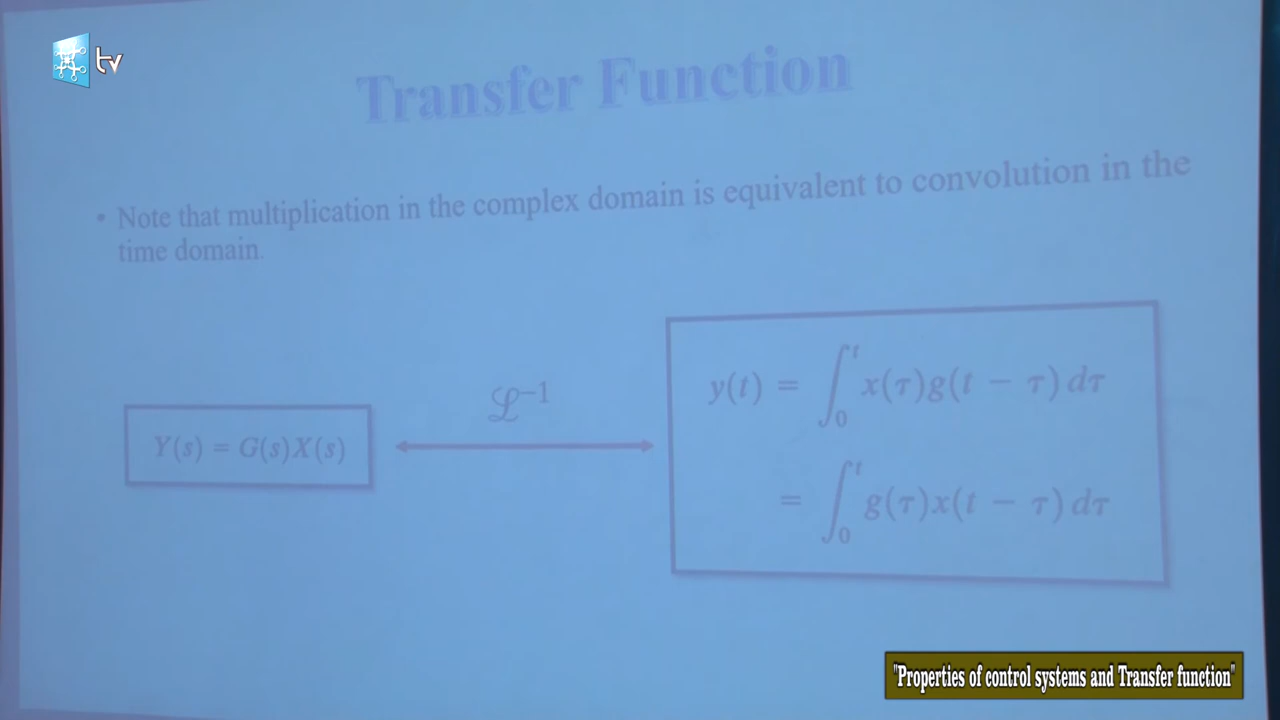 tv
Transfer Function
• Note that multiplication in the complex domain is equivalent to convolution in the
time domain.
Y(s) = G(s)X(s)
ℒ⁻¹
y(t) = ∫₀ᵗ x(τ)g(t − τ) dτ
= ∫₀ᵗ g(τ)x(t − τ) dτ
"Properties of control systems and Transfer function"